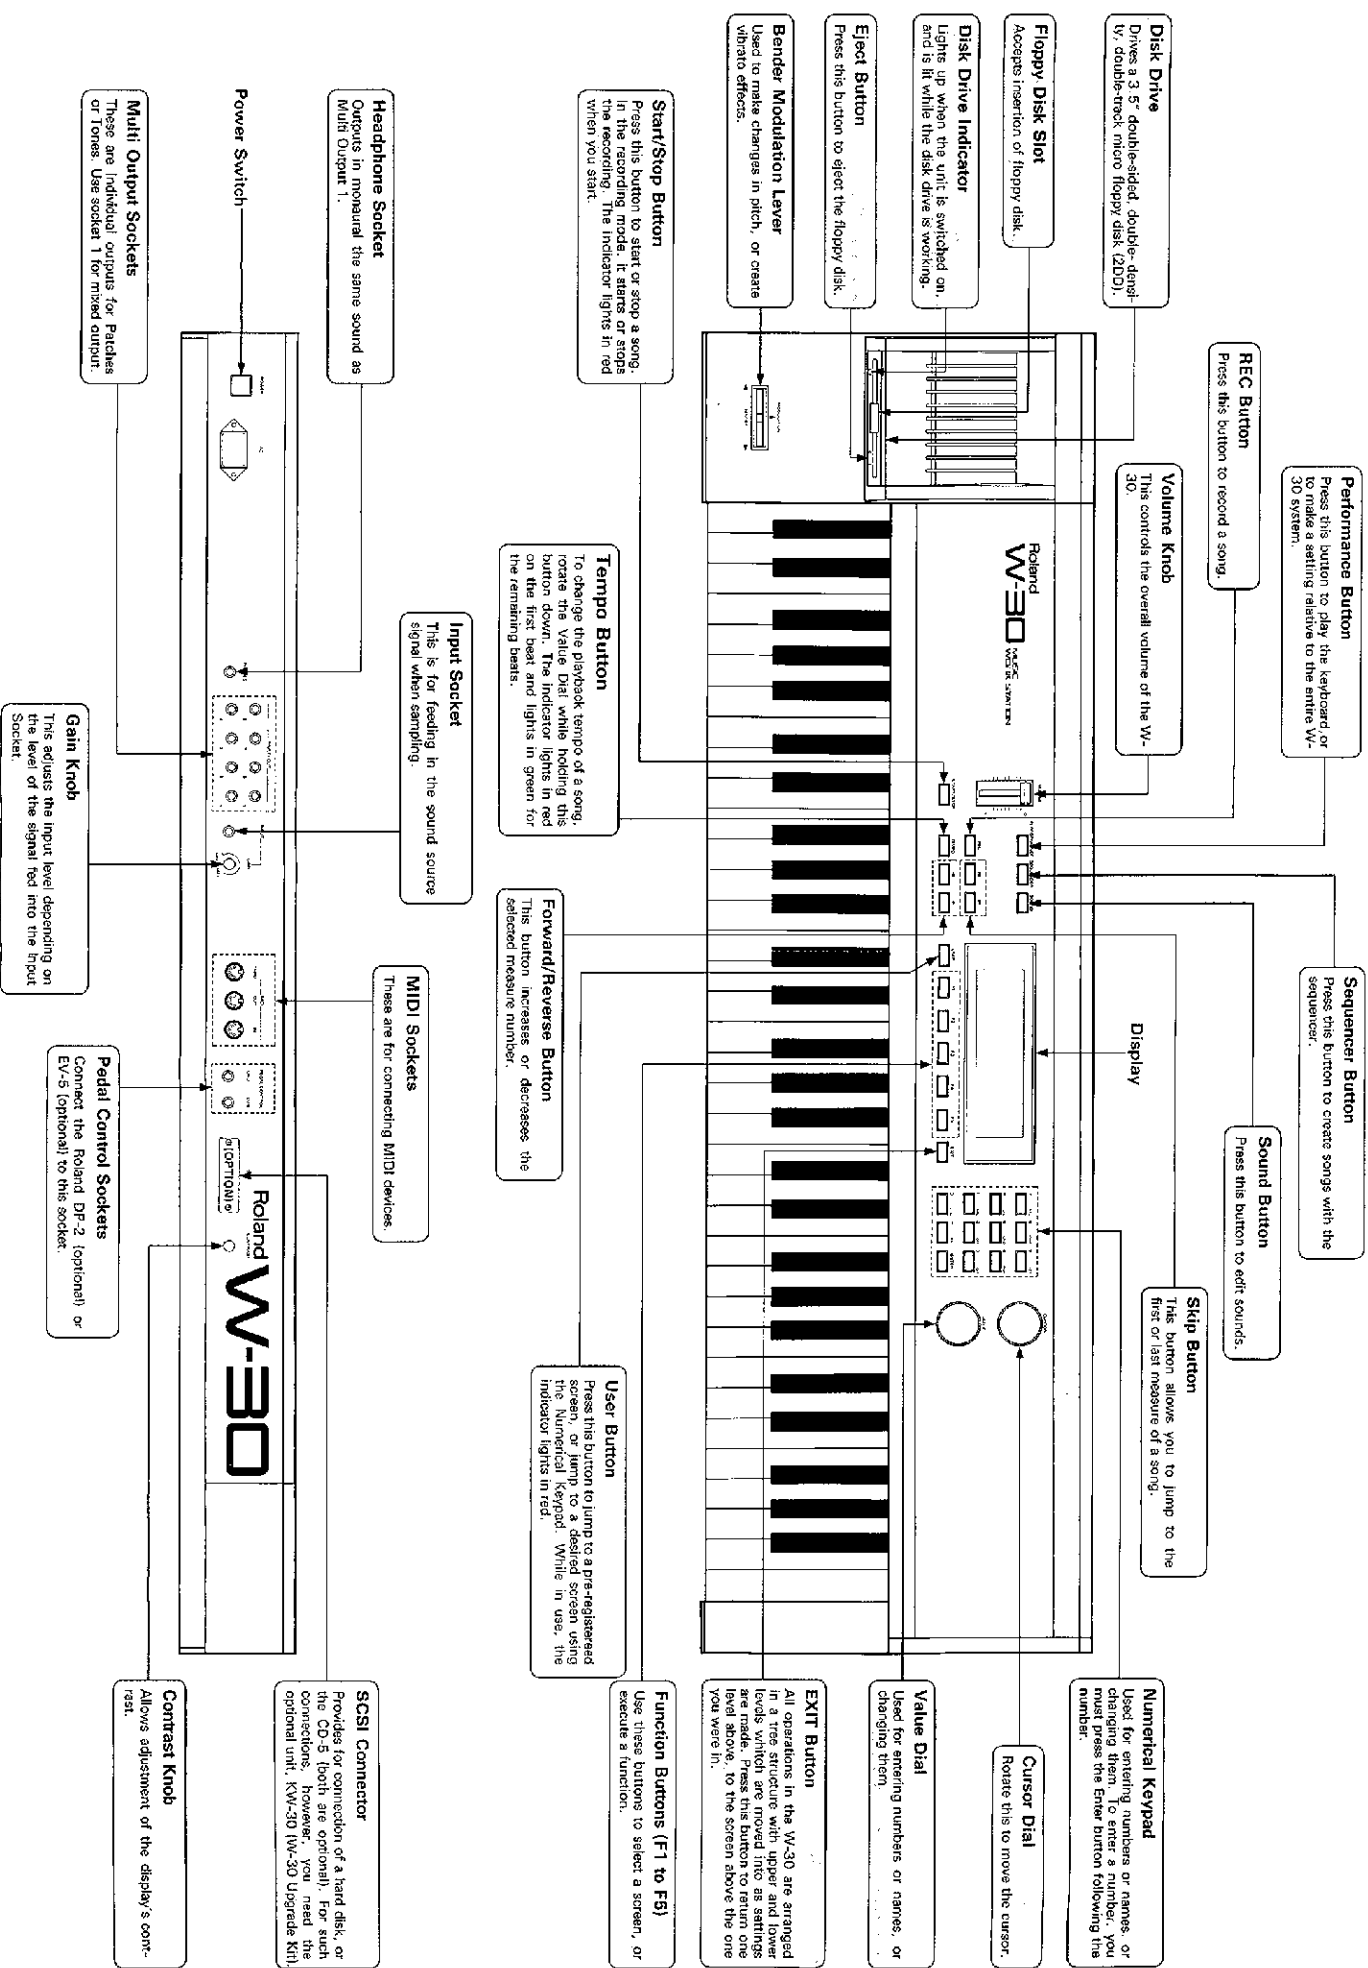 Disk Drive
Drives a 3.5" double-sided, double- densi-
ty, double-track micro floppy disk (2DD).
Floppy Disk Slot
Accepts insertion of floppy disk.
Disk Drive Indicator
Lights up when the unit is switched on,
and is lit while the disk drive is working.
Eject Button
Press this button to eject the floppy disk.
Bender Modulation Lever
Used to make changes in pitch, or create
vibrato effects.
Start/Stop Button
Press this button to start or stop a song.
In the recording mode, it starts or stops
the recording. The indicator lights in red
when you start.
REC Button
Press this button to record a song.
Performance Button
Press this button to play the keyboard, or
to make a setting relative to the entire W-
30 system.
Volume Knob
This controls the overall volume of the W-
30.
Tempo Button
To change the playback tempo of a song,
rotate the Value Dial while holding this
button down. The indicator lights in red
on the first beat and lights in green for
the remaining beats.
Roland
W-30 MUSIC
WORK STATION
Sequencer Button
Press this button to create songs with the
sequencer.
Sound Button
Press this button to edit sounds.
Skip Button
This button allows you to jump to the
first or last measure of a song.
Display
Forward/Reverse Button
This button increases or decreases the
selected measure number.
User Button
Press this button to jump to a pre-registereed
screen, or jump to a desired screen using
the Numerical Keypad. While in use, the
indicator lights in red.
Numerical Keypad
Used for entering numbers or names, or
changing them. To enter a number, you
must press the Enter button following the
number.
Cursor Dial
Rotate this to move the cursor.
Value Dial
Used for entering numbers or names, or
changing them.
EXIT Button
All operations in the W-30 are arranged
in a tree structure with upper and lower
levels whitch are moved into as settings
are made. Press this button to return one
level above, to the screen above the one
you were in.
Function Buttons (F1 to F5)
Use these buttons to select a screen, or
execute a function.
Headphone Socket
Outputs in monaural the same sound as
Multi Output 1.
Power Switch
Multi Output Sockets
These are Individual outputs for Patches
or Tones. Use socket 1 for mixed output.
Input Socket
This is for feeding in the sound source
signal when sampling.
Gain Knob
This adjusts the input level depending on
the level of the signal fed into the Input
Socket.
MIDI Sockets
These are for connecting MIDI devices.
Pedal Control Sockets
Connect the Roland DP-2 (optional) or
EV-5 (optional) to this socket.
(OPTION)
Roland
W-30
SCSI Connector
Provides for connection of a hard disk, or
the CD-5 (both are optional). For such
connections, however, you need the
optional unit, KW-30 (W-30 Upgrade Kit).
Contrast Knob
Allows adjustment of the display's cont-
rast.